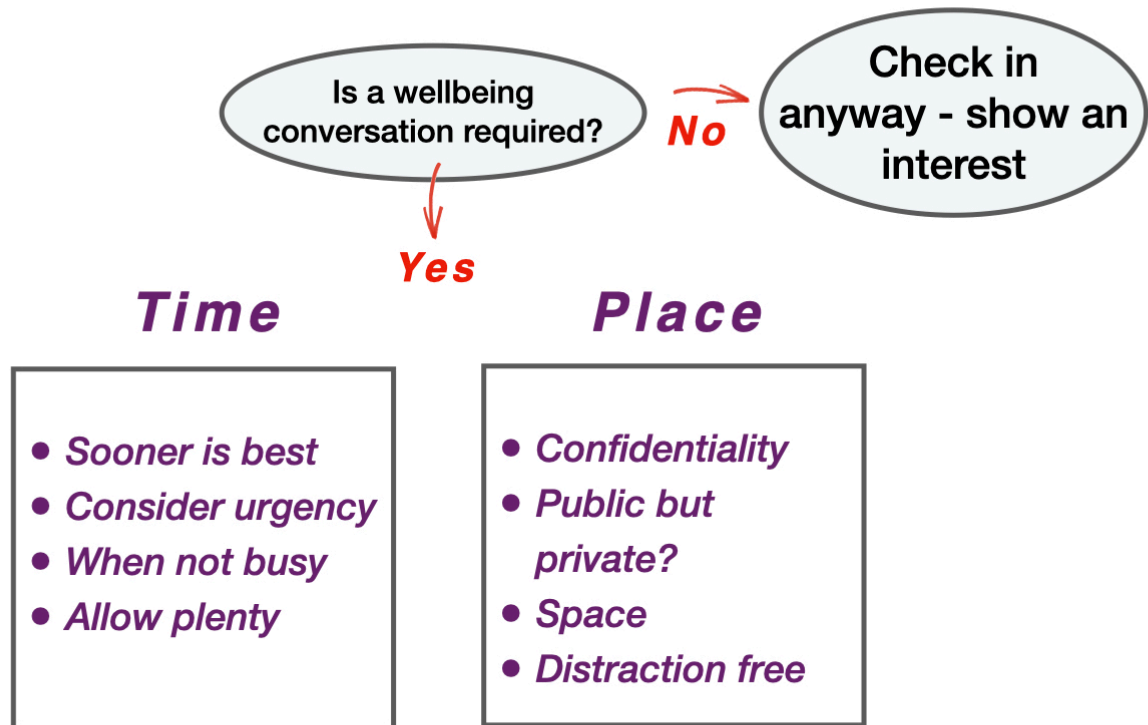 Is a wellbeing
conversation required?
No
Check in
anyway - show an
interest
Yes
Time
Sooner is best
Consider urgency
When not busy
Allow plenty
Place
Confidentiality
Public but
private?
Space
Distraction free